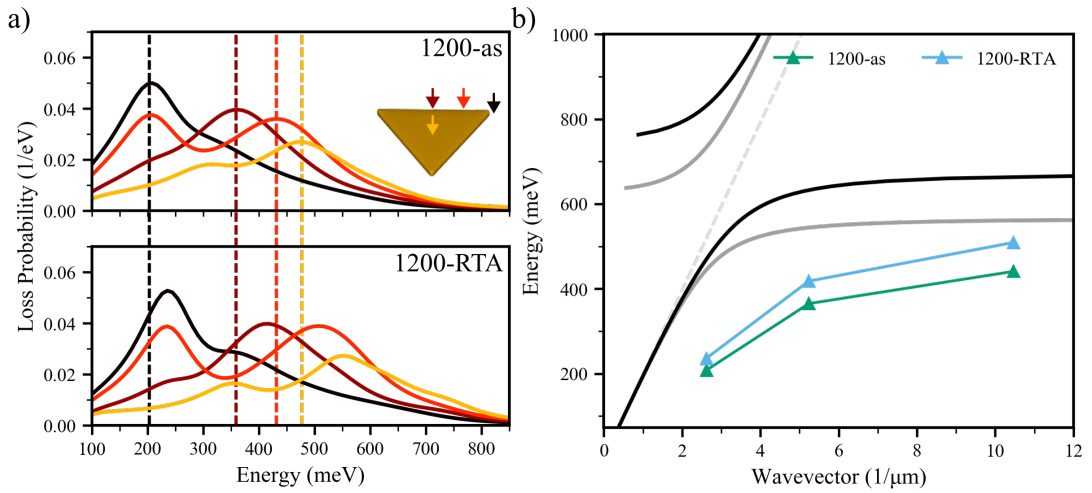 a)
1200-as
0.06
0.04
0.02
0.00
1200-RTA
0.06
0.04
0.02
0.00
Loss Probability (1/eV)
100 200 300 400 500 600 700 800
Energy (meV)
b)
1200-as 1200-RTA
1000
800
600
400
200
Energy (meV)
0 2 4 6 8 10 12
Wavevector (1/μm)